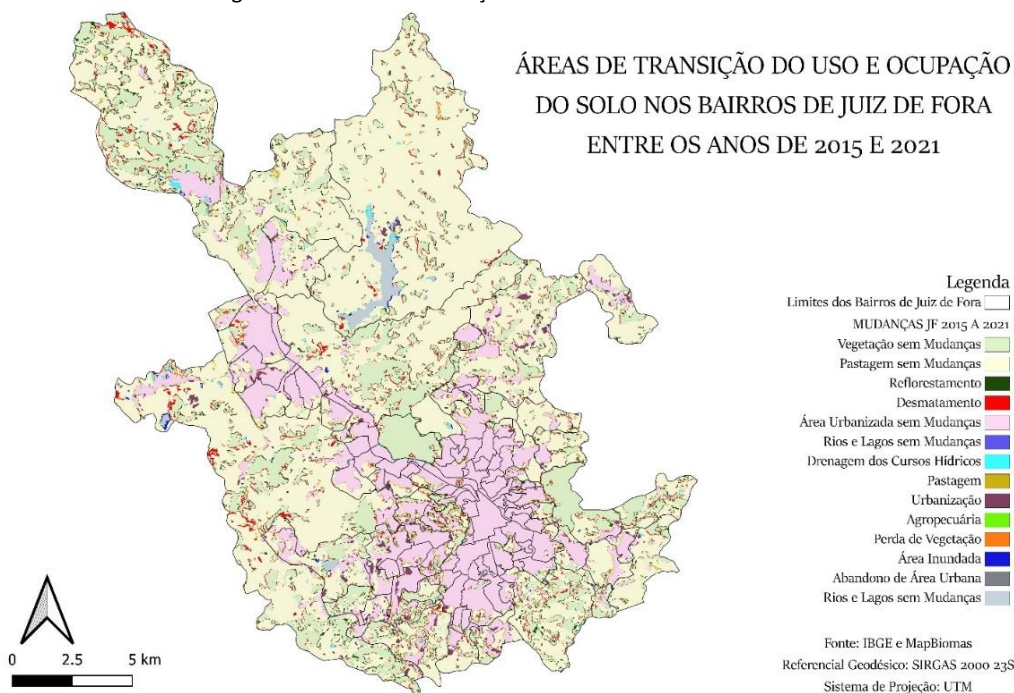 ÁREAS DE TRANSIÇÃO DO USO E OCUPAÇÃO
DO SOLO NOS BAIRROS DE JUIZ DE FORA
ENTRE OS ANOS DE 2015 E 2021
Legenda
Limites dos Bairros de Juiz de Fora
MUDANÇAS JF 2015 A 2021
Vegetação sem Mudanças
Pastagem sem Mudanças
Reflorestamento
Desmatamento
Área Urbanizada sem Mudanças
Rios e Lagos sem Mudanças
Drenagem dos Cursos Hídricos
Pastagem
Urbanização
Agropecuária
Perda de Vegetação
Área Inundada
Abandono de Área Urbana
Rios e Lagos sem Mudanças
0 2.5 5 km
Fonte: IBGE e MapBiomas
Referencial Geodésico: SIRGAS 2000 23S
Sistema de Projeção: UTM